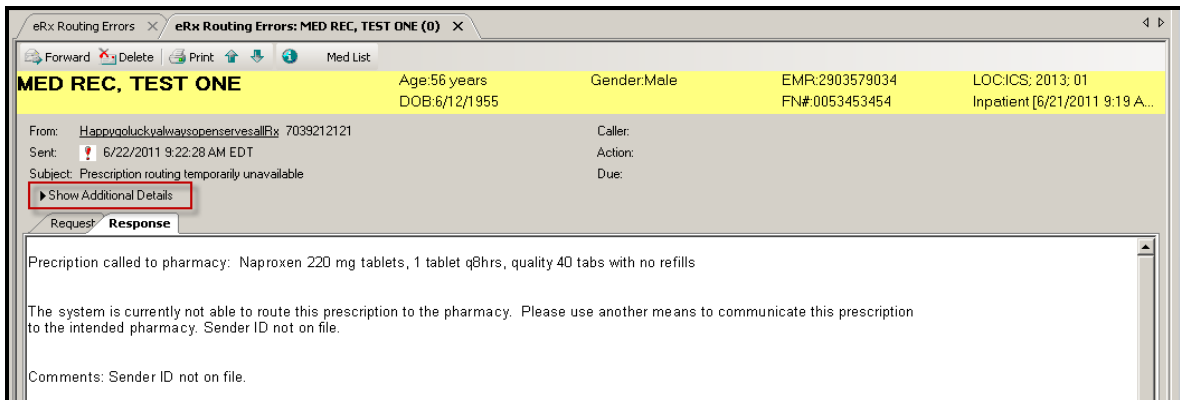 eRx Routing Errors X eRx Routing Errors: MED REC, TEST ONE (0) X
Forward Delete Print Med List
MED REC, TEST ONE Age:56 years Gender:Male EMR:2903579034 LOC:ICS; 2013; 01
DOB:6/12/1955 FN#:0053453454 Inpatient [6/21/2011 9:19 A...
From: HappygoluckyalwaysopenservesallRx 7039212121 Caller:
Sent: 6/22/2011 9:22:28 AM EDT Action:
Subject: Prescription routing temporarily unavailable Due:
Show Additional Details
Request Response
Precription called to pharmacy: Naproxen 220 mg tablets, 1 tablet q8hrs, quality 40 tabs with no refills
The system is currently not able to route this prescription to the pharmacy. Please use another means to communicate this prescription
to the intended pharmacy. Sender ID not on file.
Comments: Sender ID not on file.